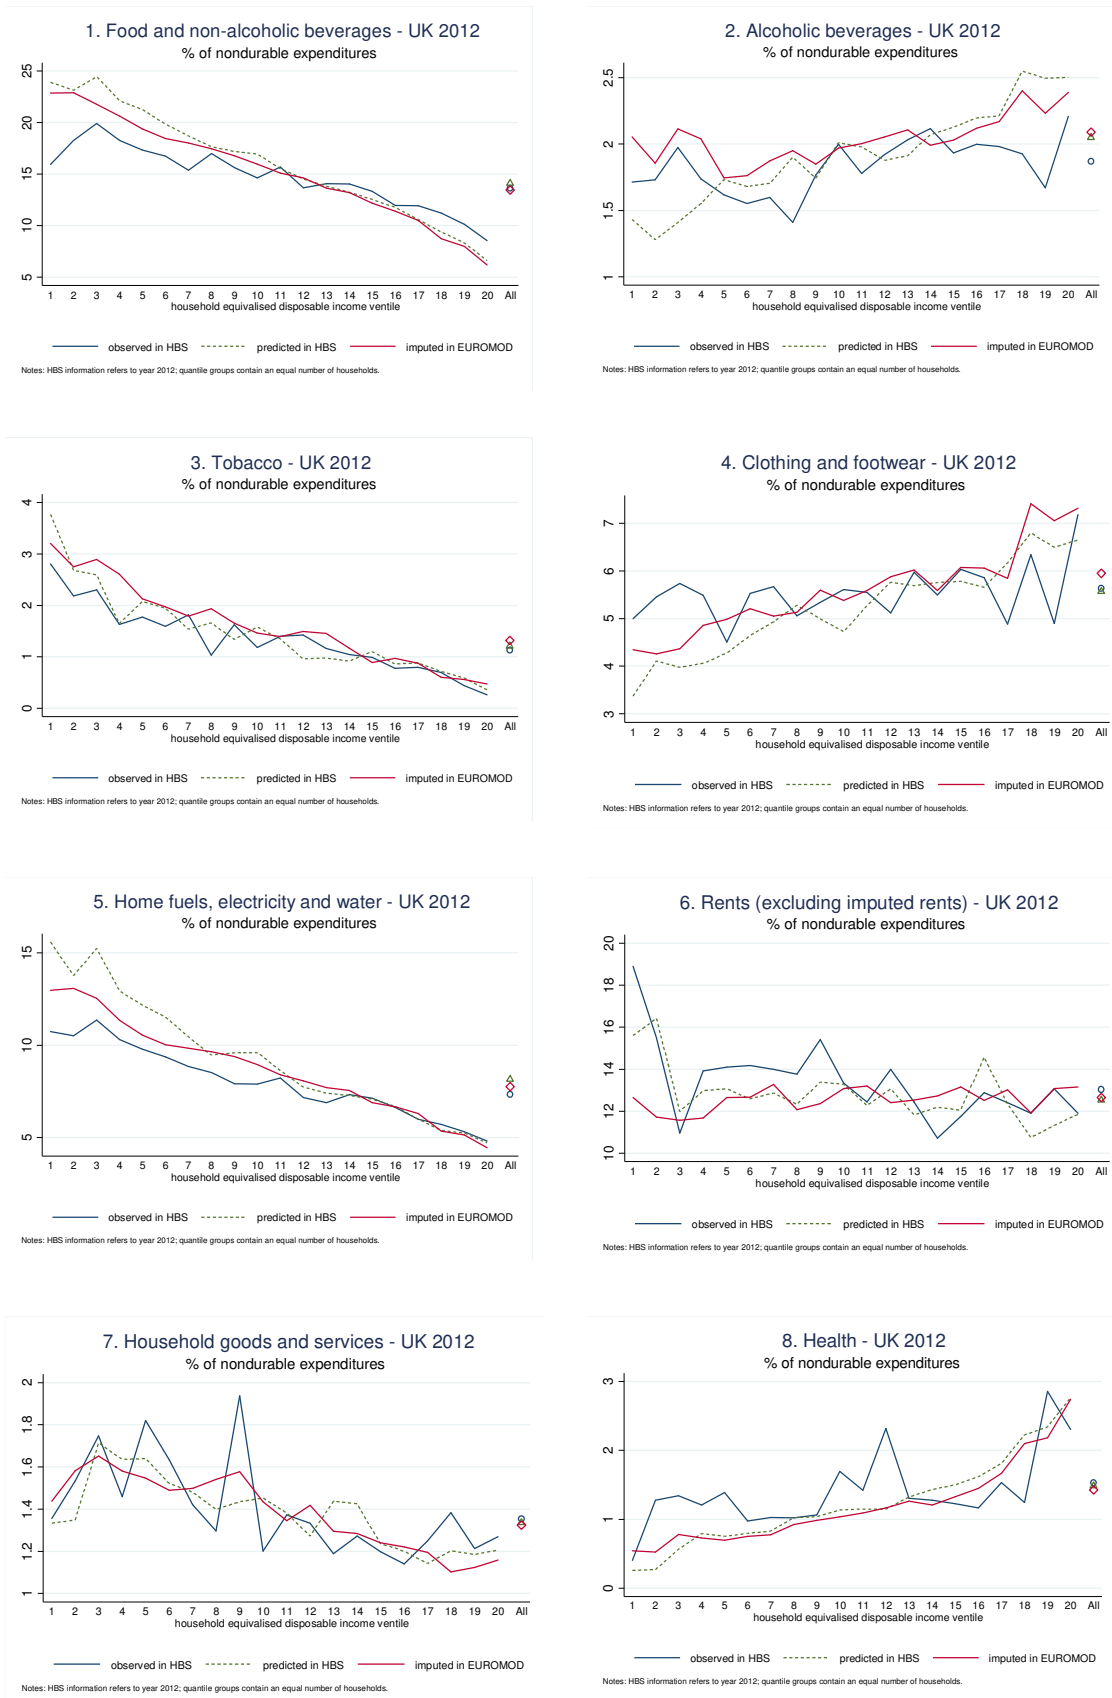 1. Food and non-alcoholic beverages - UK 2012
% of nondurable expenditures
25
20
15
10
5
1 2 3 4 5 6 7 8 9 10 11 12 13 14 15 16 17 18 19 20 All
household equivalised disposable income ventile
observed in HBS predicted in HBS imputed in EUROMOD
Notes: HBS information refers to year 2012; quantile groups contain an equal number of households.
2. Alcoholic beverages - UK 2012
% of nondurable expenditures
2.5
2
1.5
1
1 2 3 4 5 6 7 8 9 10 11 12 13 14 15 16 17 18 19 20 All
household equivalised disposable income ventile
observed in HBS predicted in HBS imputed in EUROMOD
Notes: HBS information refers to year 2012; quantile groups contain an equal number of households.
3. Tobacco - UK 2012
% of nondurable expenditures
4
3
2
1
0
1 2 3 4 5 6 7 8 9 10 11 12 13 14 15 16 17 18 19 20 All
household equivalised disposable income ventile
observed in HBS predicted in HBS imputed in EUROMOD
Notes: HBS information refers to year 2012; quantile groups contain an equal number of households.
4. Clothing and footwear - UK 2012
% of nondurable expenditures
7
6
5
4
3
1 2 3 4 5 6 7 8 9 10 11 12 13 14 15 16 17 18 19 20 All
household equivalised disposable income ventile
observed in HBS predicted in HBS imputed in EUROMOD
Notes: HBS information refers to year 2012; quantile groups contain an equal number of households.
5. Home fuels, electricity and water - UK 2012
% of nondurable expenditures
15
10
5
1 2 3 4 5 6 7 8 9 10 11 12 13 14 15 16 17 18 19 20 All
household equivalised disposable income ventile
observed in HBS predicted in HBS imputed in EUROMOD
Notes: HBS information refers to year 2012; quantile groups contain an equal number of households.
6. Rents (excluding imputed rents) - UK 2012
% of nondurable expenditures
20
18
16
14
12
10
1 2 3 4 5 6 7 8 9 10 11 12 13 14 15 16 17 18 19 20 All
household equivalised disposable income ventile
observed in HBS predicted in HBS imputed in EUROMOD
Notes: HBS information refers to year 2012; quantile groups contain an equal number of households.
7. Household goods and services - UK 2012
% of nondurable expenditures
2
1.8
1.6
1.4
1.2
1
1 2 3 4 5 6 7 8 9 10 11 12 13 14 15 16 17 18 19 20 All
household equivalised disposable income ventile
observed in HBS predicted in HBS imputed in EUROMOD
Notes: HBS information refers to year 2012; quantile groups contain an equal number of households.
8. Health - UK 2012
% of nondurable expenditures
3
2
1
0
1 2 3 4 5 6 7 8 9 10 11 12 13 14 15 16 17 18 19 20 All
household equivalised disposable income ventile
observed in HBS predicted in HBS imputed in EUROMOD
Notes: HBS information refers to year 2012; quantile groups contain an equal number of households.